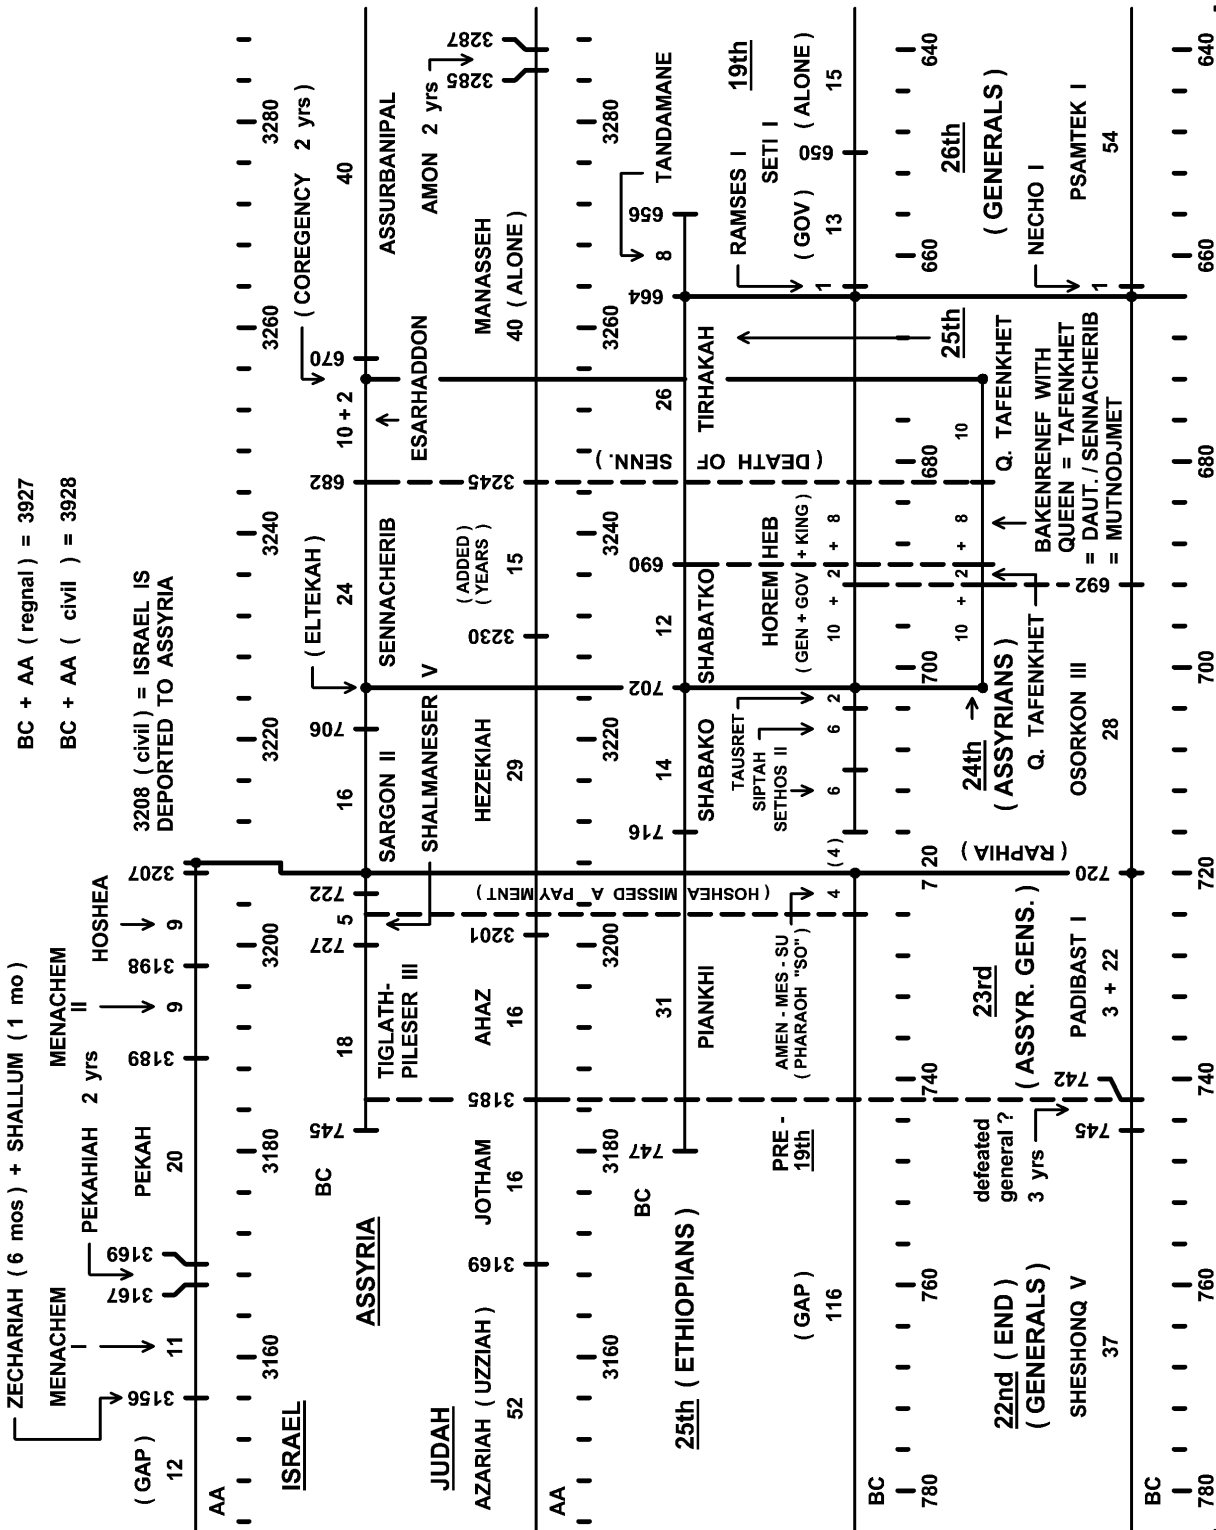 BC + AA ( regnal ) = 3927
BC + AA ( civil ) = 3928
3208 ( civil ) = ISRAEL IS
DEPORTED TO ASSYRIA
ZECHARIAH ( 6 mos ) + SHALLUM ( 1 mo )
MENACHEM
I
PEKAHIAH 2 yrs
MENACHEM
II
HOSHEA
( GAP )
12
11
PEKAH
20
9
9
3156
3167
3169
3189
3198
3207
AA
3160
3180
3200
3220
3240
3260
3280
ISRAEL
BC
745
727
722
706
682
670
18
5
16
24
10 + 2
40
( ELTEKAH )
( COREGENCY 2 yrs )
ASSYRIA
TIGLATH-
PILESER III
SARGON II
SHALMANESER V
SENNACHERIB
ESARHADDON
ASSURBANIPAL
JUDAH
AZARIAH ( UZZIAH )
52
JOTHAM
16
AHAZ
16
HEZEKIAH
29
( ADDED )
( YEARS )
15
MANASSEH
40 ( ALONE )
AMON 2 yrs
3169
3185
3201
3230
3245
3285
3287
AA
3160
3180
3200
3220
3240
3260
3280
( HOSHEA MISSED A PAYMENT )
( DEATH OF SENN. )
25th ( ETHIOPIANS )
BC
747
716
702
690
664
656
31
14
12
26
8
PIANKHI
SHABAKO
SHABATKO
TIRHAKAH
TANDAMANE
PRE -
19th
( GAP )
116
AMEN - MES - SU
( PHARAOH "SO" )
4
( 4 )
TAUSRET
SIPTAH
SETHOS II
6
6
2
HOREM HEB
( GEN + GOV + KING )
10 + 2 + 8
RAMSES I
SETI I
19th
1
( GOV )
13
( ALONE )
15
650
BC
780
760
740
7 20
700
680
660
640
10 + 2 + 8
10
25th
24th
( ASSYRIANS )
Q. TAFENKHET
Q. TAFENKHET
BAKENRENEF WITH
QUEEN = TAFENKHET
= DAUT. / SENNACHERIB
= MUTNODJMET
22nd ( END )
( GENERALS )
SHESHONQ V
37
defeated
general ?
3 yrs
23rd
( ASSYR. GENS. )
PADIBAST I
3 + 22
( RAPHIA )
OSORKON III
28
26th
( GENERALS )
NECHO I
1
PSAMTEK I
54
745
742
720
692
BC
780
760
740
720
700
680
660
640